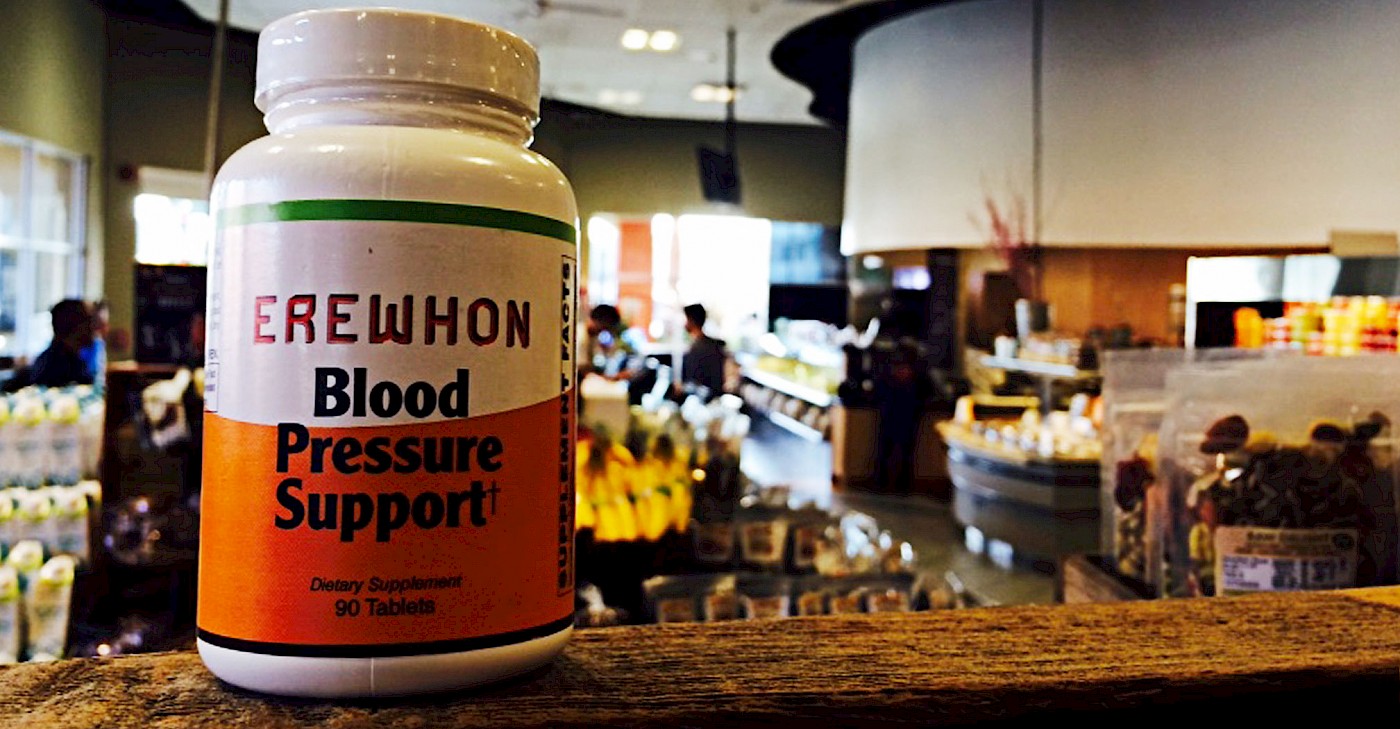 EREWHON
Blood
Pressure
Support†
Dietary Supplement
90 Tablets
SUPPLEMENT FACTS